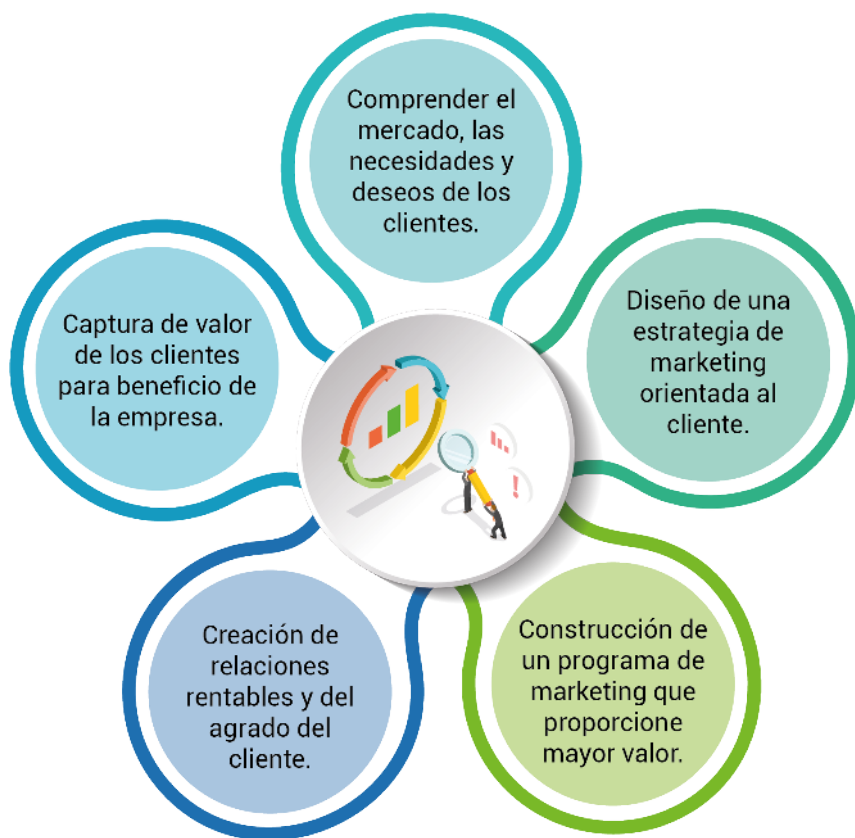 Comprender el
mercado, las
necesidades y
deseos de los
clientes.
Diseño de una
estrategia de
marketing
orientada al
cliente.
Construcción de
un programa de
marketing que
proporcione
mayor valor.
Creación de
relaciones
rentables y del
agrado del
cliente.
Captura de valor
de los clientes
para beneficio de
la empresa.
!